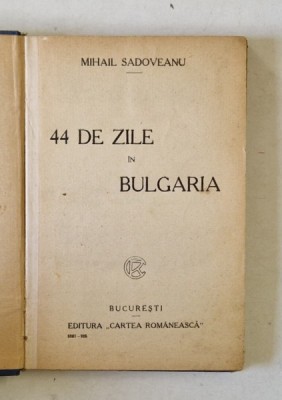 MIHAIL SADOVEANU
44 DE ZILE
ÎN
BULGARIA
BUCUREȘTI
EDITURA „CARTEA ROMÂNEASCĂ"